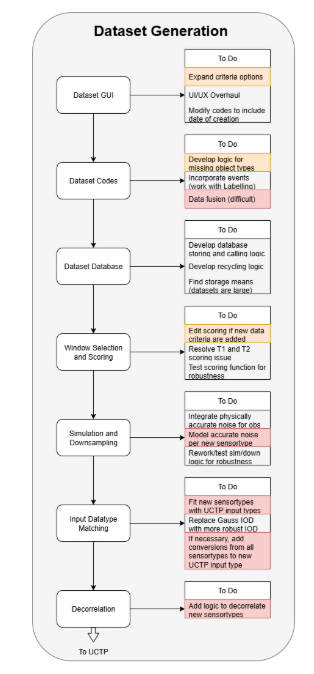 Dataset Generation
To Do
Expand criteria options
UI/UX Overhaul
Modify codes to include
date of creation
Dataset GUI
To Do
Develop logic for
missing object types
Incorporate events
(work with Labelling)
Data fusion (difficult)
Dataset Codes
To Do
Develop database
storing and calling logic
Develop recycling logic
Find storage means
(datasets are large)
Dataset Database
To Do
Edit scoring if new data
criteria are added
Resolve T1 and T2
scoring issue
Test scoring function for
robustness
Window Selection
and Scoring
To Do
Integrate physically
accurate noise for obs
Model accurate noise
per new sensortype
Rework/test sim/down
logic for robustness
Simulation and
Downsampling
To Do
Fit new sensortypes
with UCTP input types
Replace Gauss IOD
with more robust IOD
If necessary, add
conversions from all
sensortypes to new
UCTP input type
Input Datatype
Matching
To Do
Add logic to decorrelate
new sensortypes
Decorrelation
To UCTP